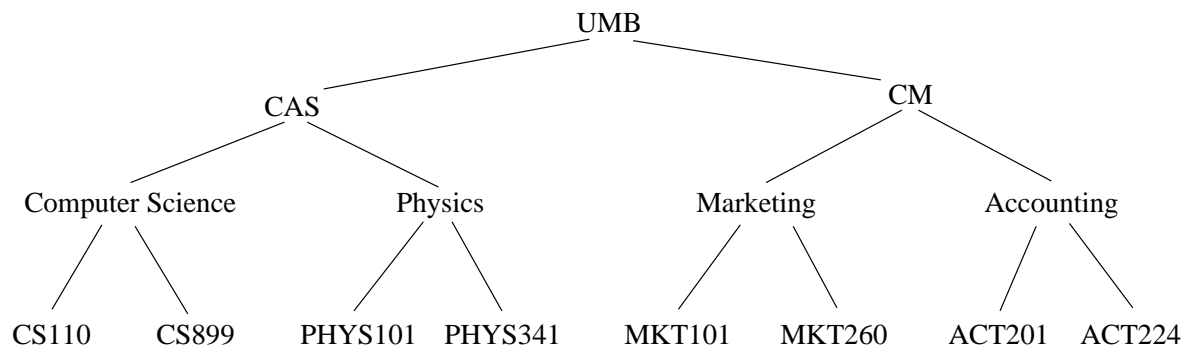 UMB
CAS
CM
Computer Science
Physics
Marketing
Accounting
CS110
CS899
PHYS101
PHYS341
MKT101
MKT260
ACT201
ACT224